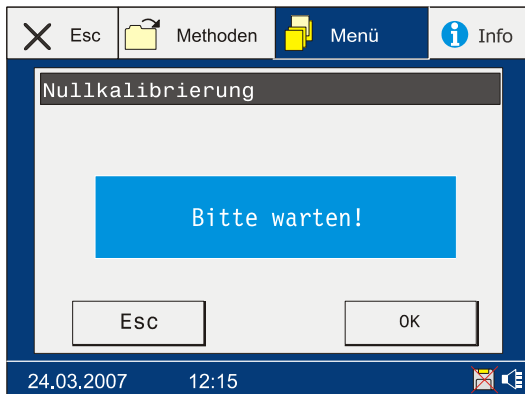 Esc Methoden Menü Info
Nullkalibrierung
Bitte warten!
Esc OK
24.03.2007 12:15